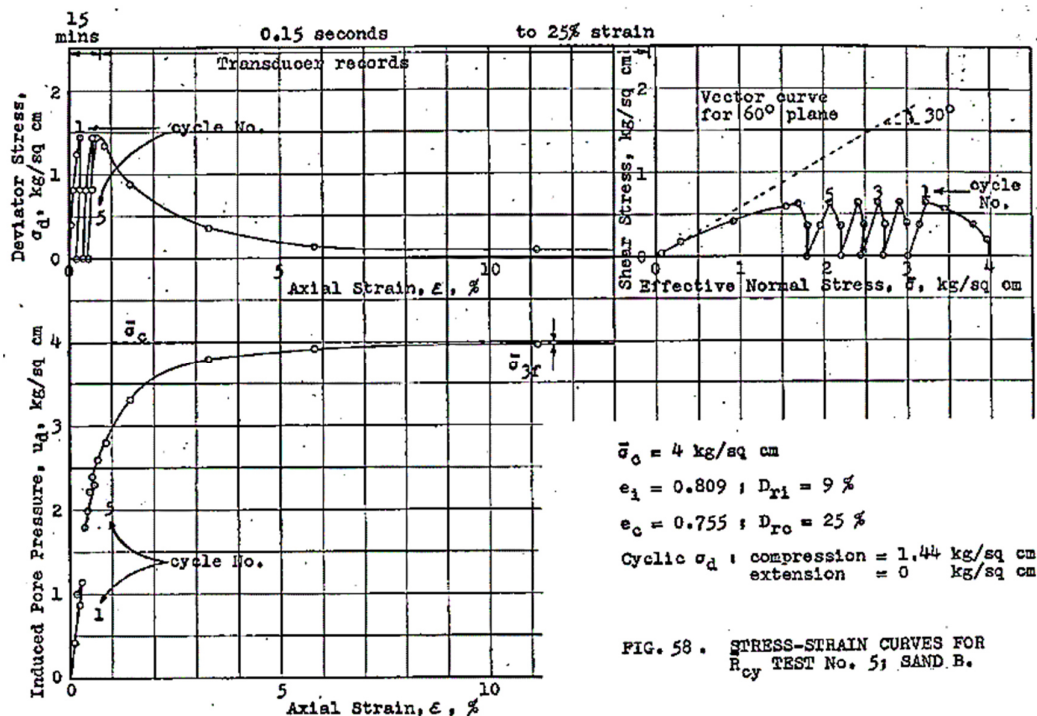 15
mins
0.15 seconds
to 25% strain
Transducer records
Deviator Stress,
σd, kg/sq cm
2
1
0
1
cycle No.
5
0
5
10
Axial Strain, ε, %
Shear Stress, kg/sq cm
2
1
0
Vector curve
for 60° plane
30°
5
3
1
cycle
No.
0
1
2
3
4
Effective Normal Stress, σ̄, kg/sq cm
Induced Pore Pressure, ud, kg/sq cm
4
3
2
1
0
σ̄c
σ̄3f
5
cycle No.
1
0
5
10
Axial Strain, ε, %
σ̄c = 4 kg/sq cm
ei = 0.809 ; Dri = 9 %
ec = 0.755 ; Drc = 25 %
Cyclic σd : compression = 1.44 kg/sq cm
extension = 0 kg/sq cm
FIG. 58. STRESS-STRAIN CURVES FOR
R̄cy TEST No. 5; SAND B.